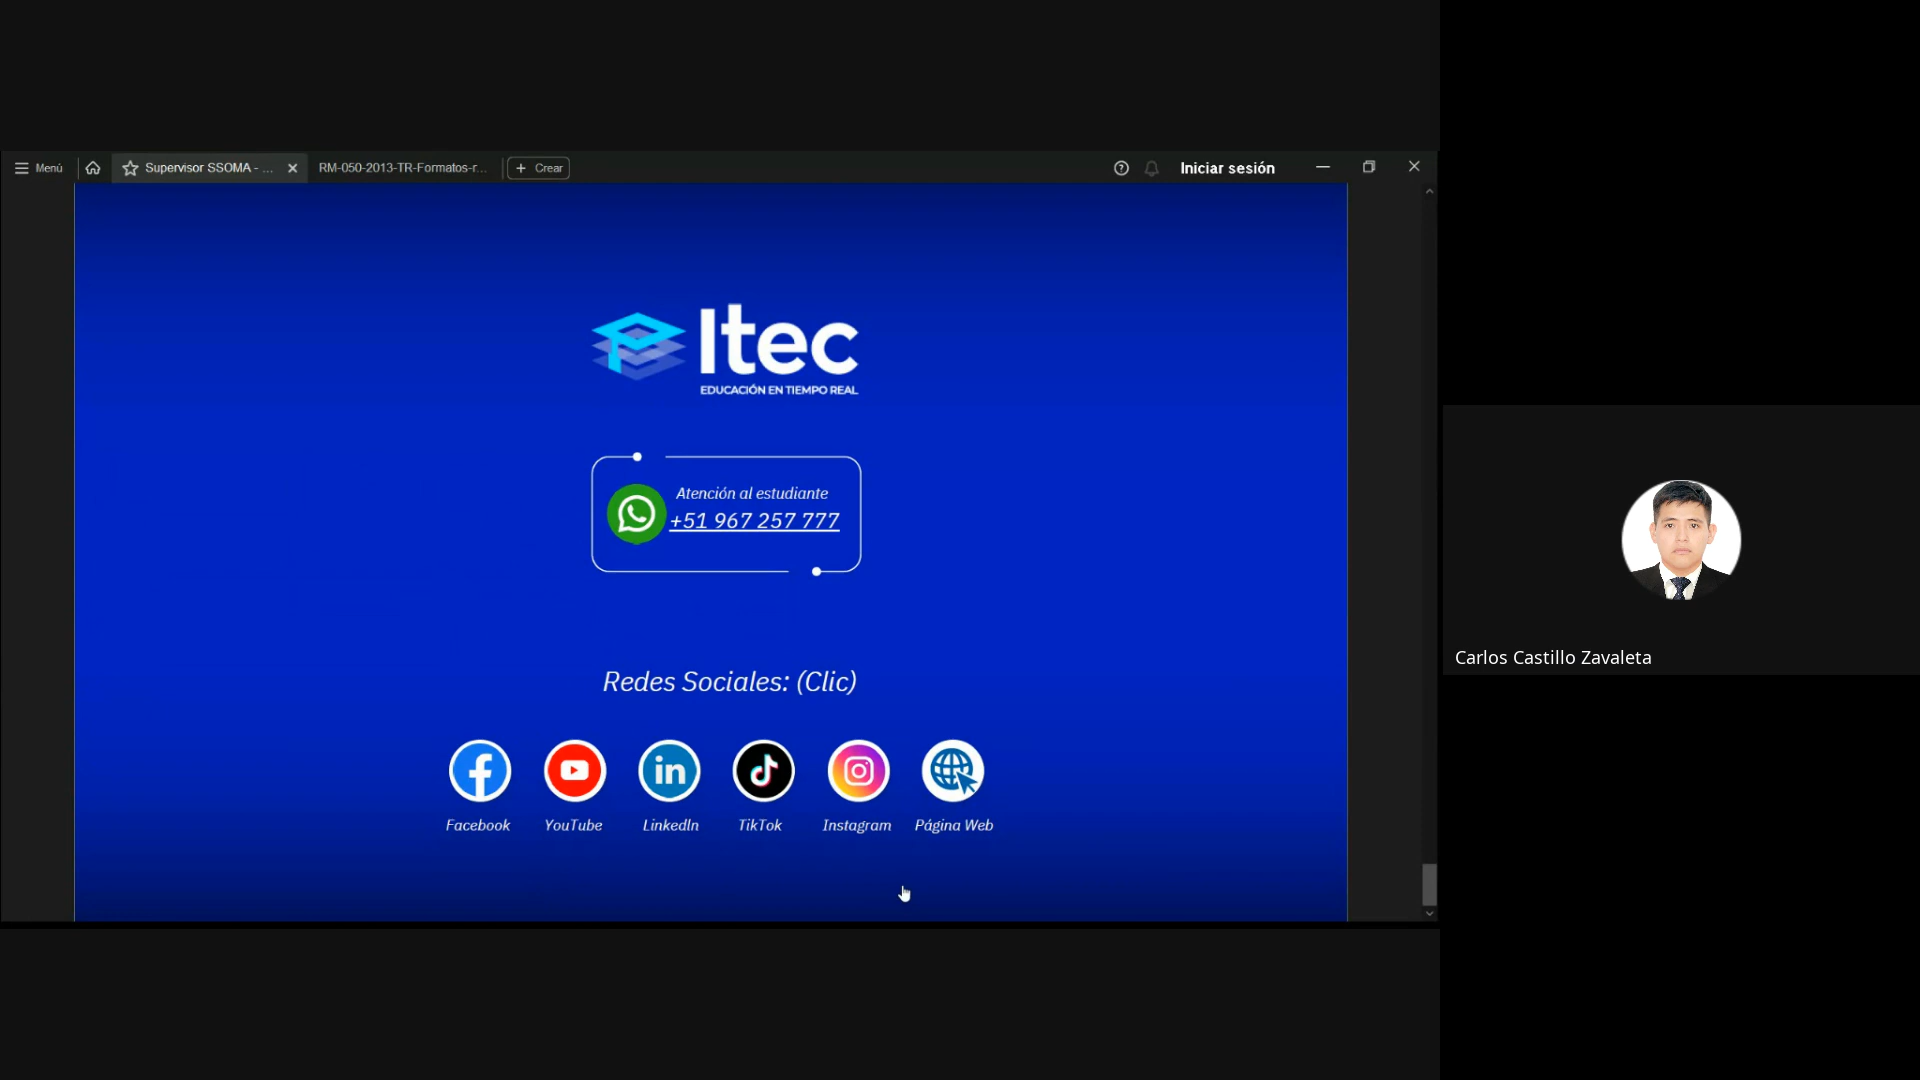 Menú
Supervisor SSOMA - ...
RM-050-2013-TR-Formatos-r...
+ Crear
Iniciar sesión
Itec
EDUCACIÓN EN TIEMPO REAL
Atención al estudiante
+51 967 257 777
Redes Sociales: (Clic)
Facebook
YouTube
LinkedIn
TikTok
Instagram
Página Web
Carlos Castillo Zavaleta